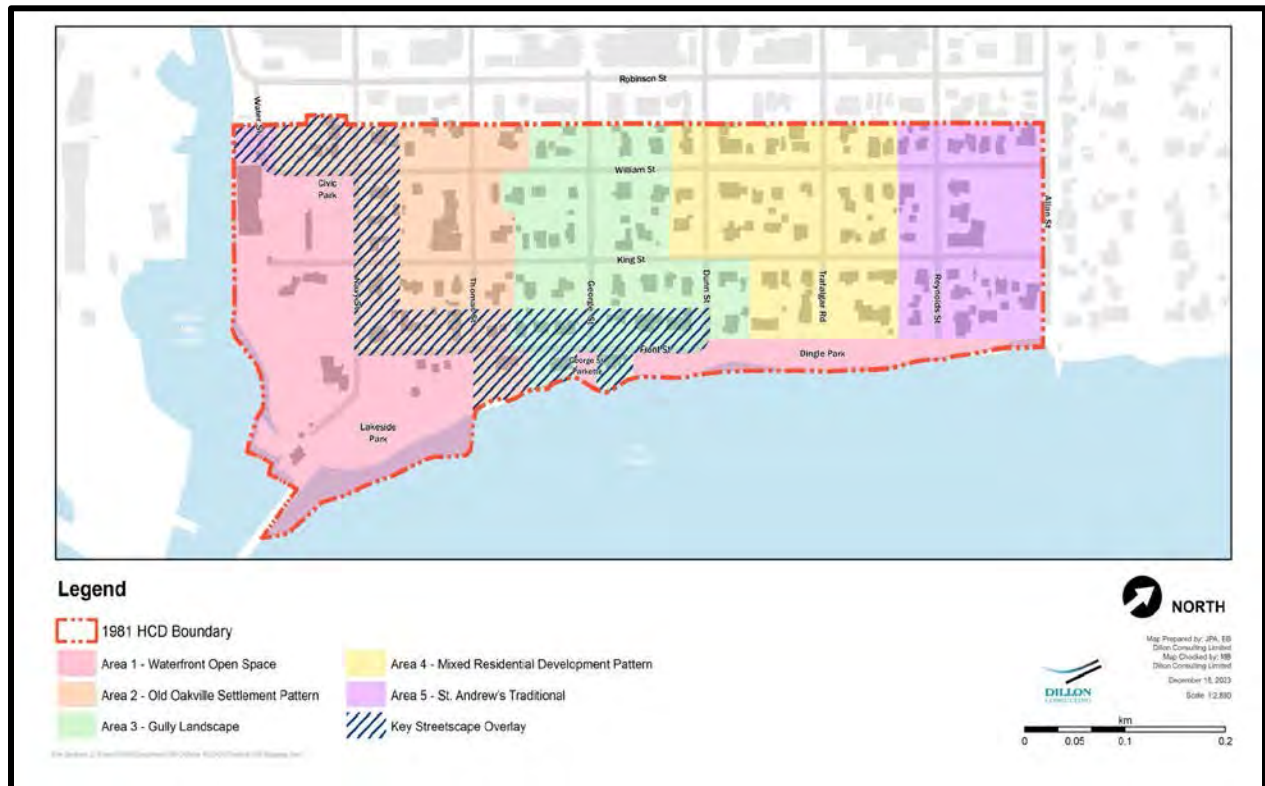 Robinson St
Water St
William St
Civic
Park
Allan St
King St
Navy St
Thomas St
George St
Dunn St
Trafalgar Rd
Reynolds St
Front St
George St
Parkette
Dingle Park
Lakeside
Park
Legend
1981 HCD Boundary
Area 1 - Waterfront Open Space
Area 2 - Old Oakville Settlement Pattern
Area 3 - Gully Landscape
Area 4 - Mixed Residential Development Pattern
Area 5 - St. Andrew's Traditional
Key Streetscape Overlay
NORTH
Map Prepared by: JPA, EB
Dillon Consulting Limited
Map Checked by: MB
Dillon Consulting Limited
December 15, 2023
DILLON
CONSULTING
km
0 0.05 0.1 0.2